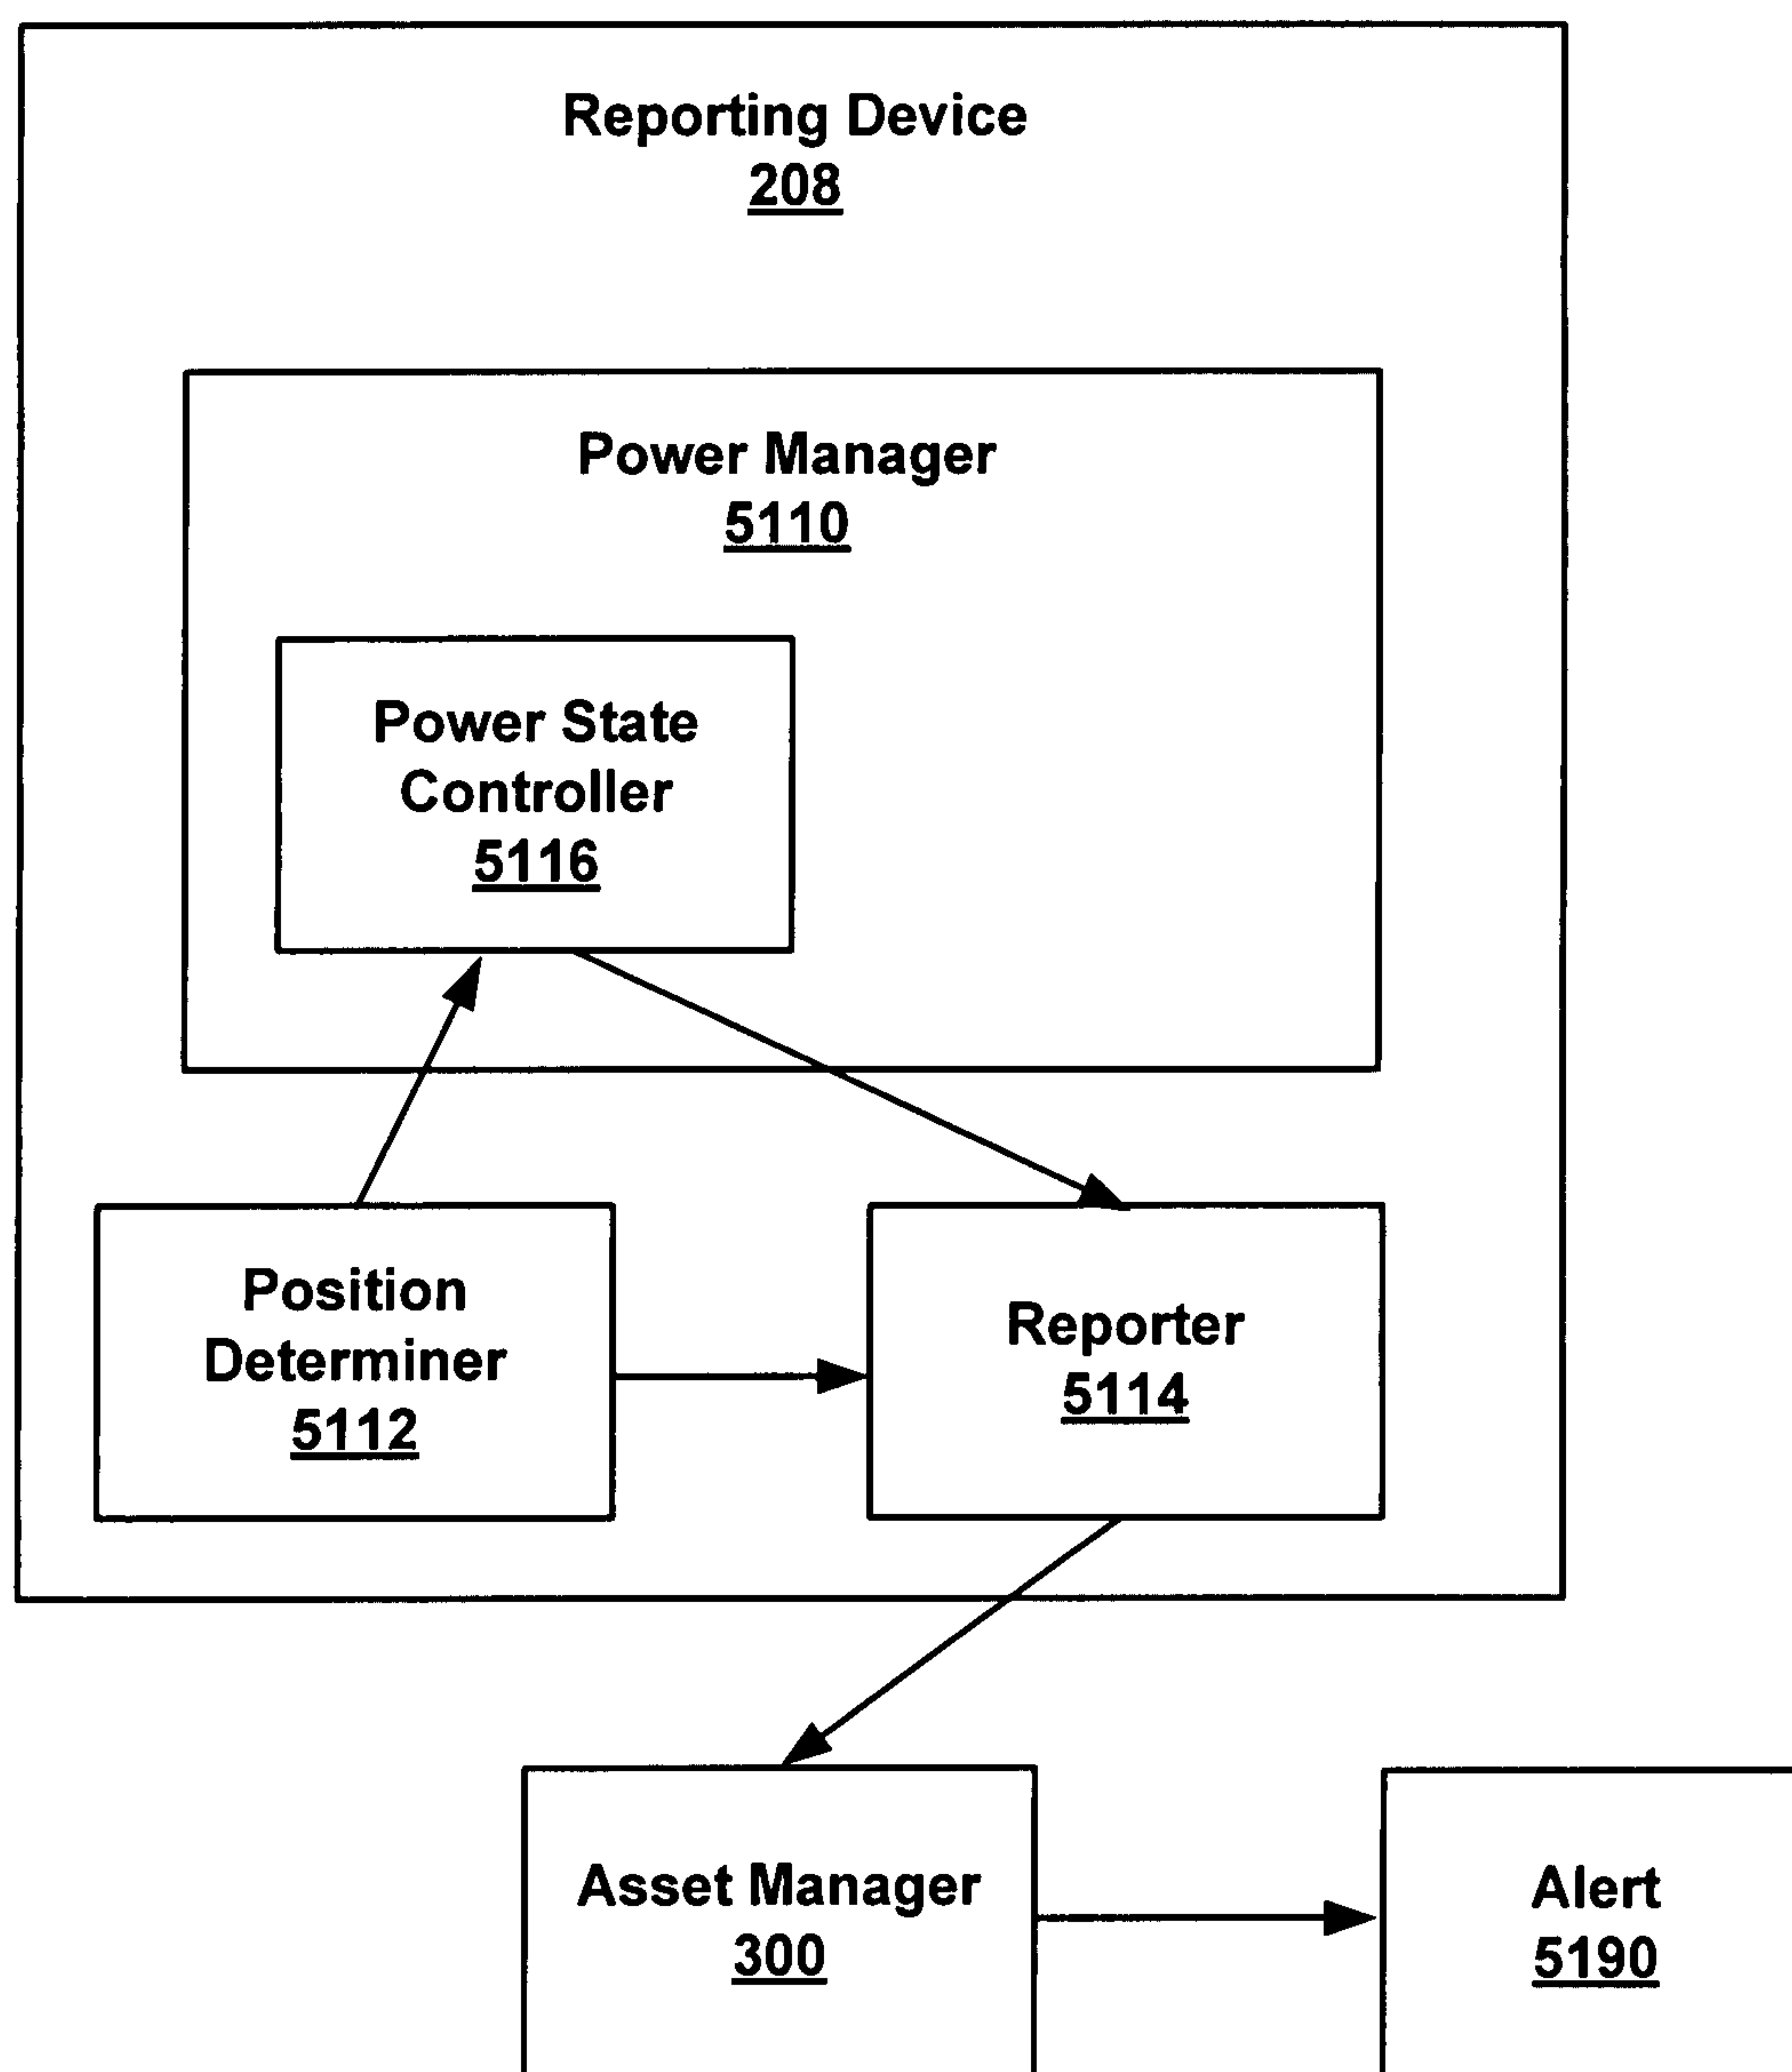 Reporting Device
208
Power Manager
5110
Power State
Controller
5116
Position
Determiner
5112
Reporter
5114
Asset Manager
300
Alert
5190